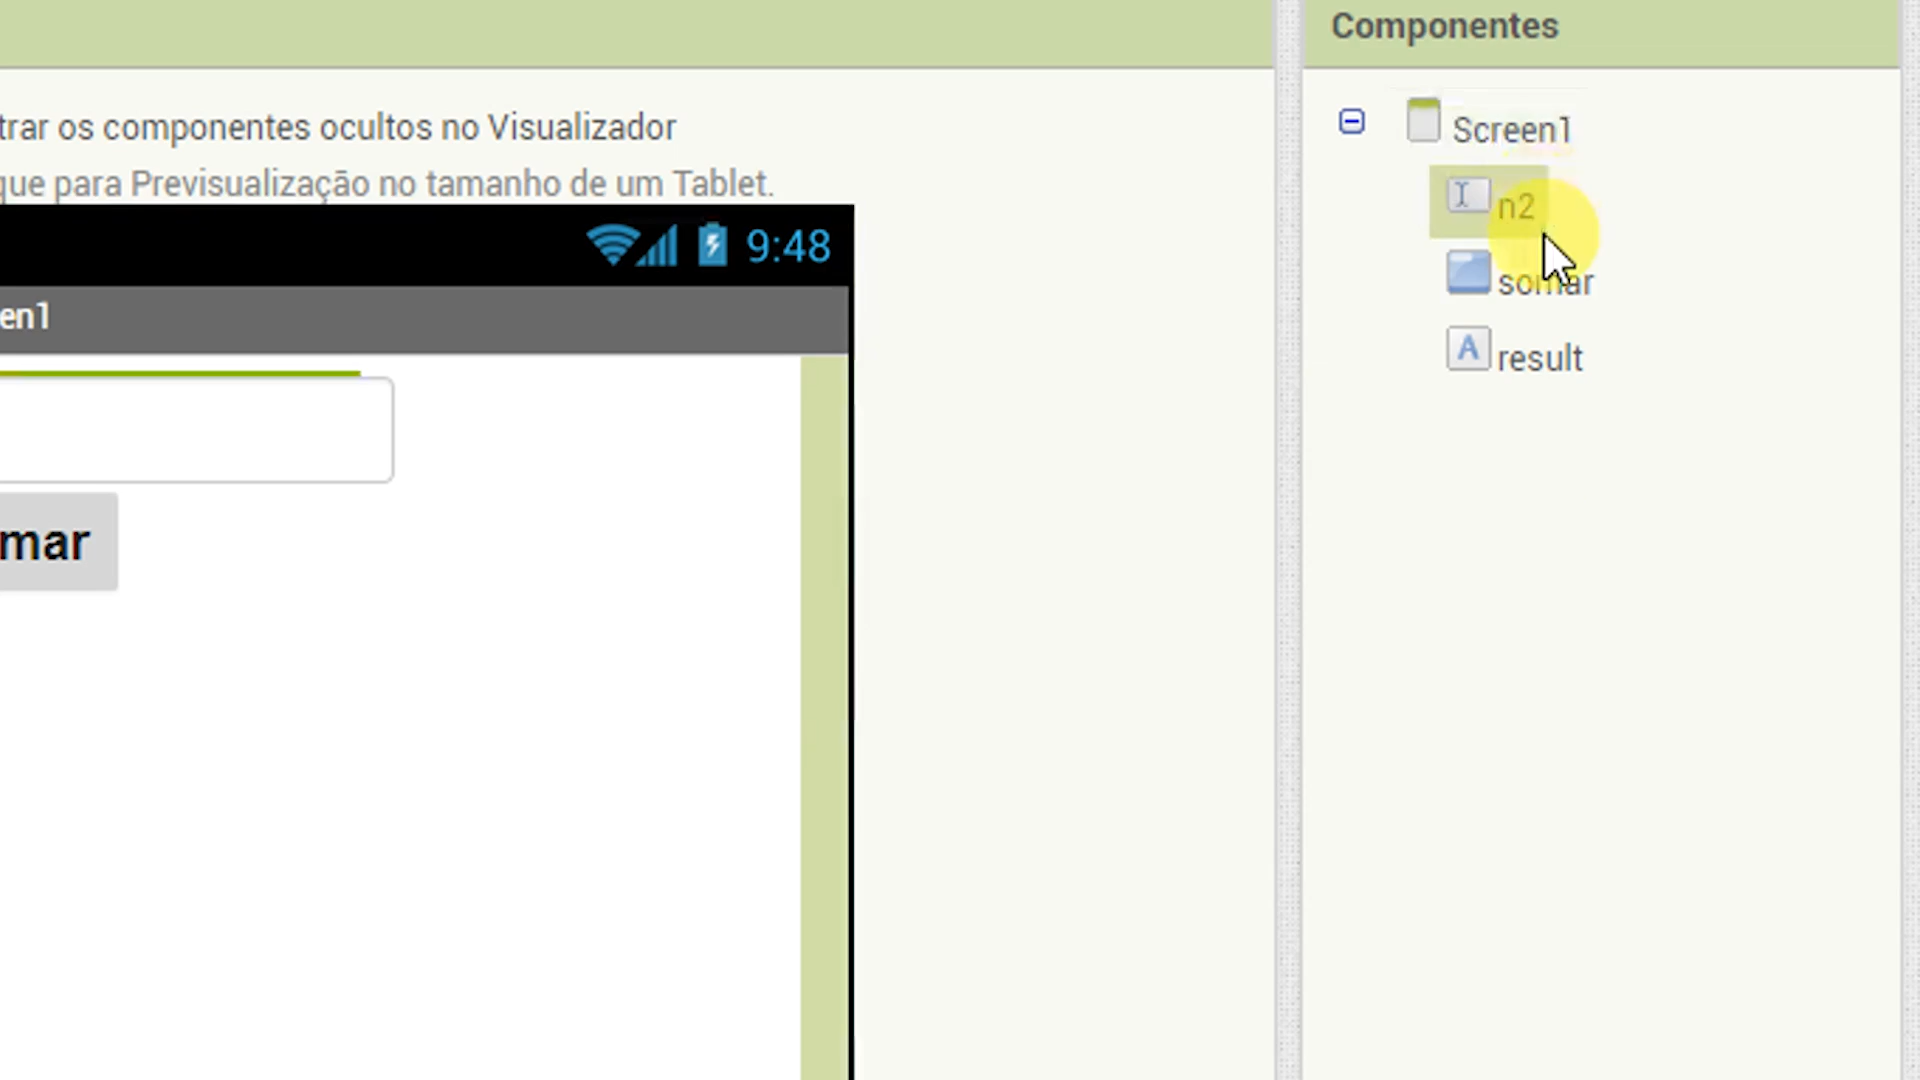 Componentes
trar os componentes ocultos no Visualizador
que para Previsualização no tamanho de um Tablet.
Screen1
n2
somar
result
9:48
en1
mar